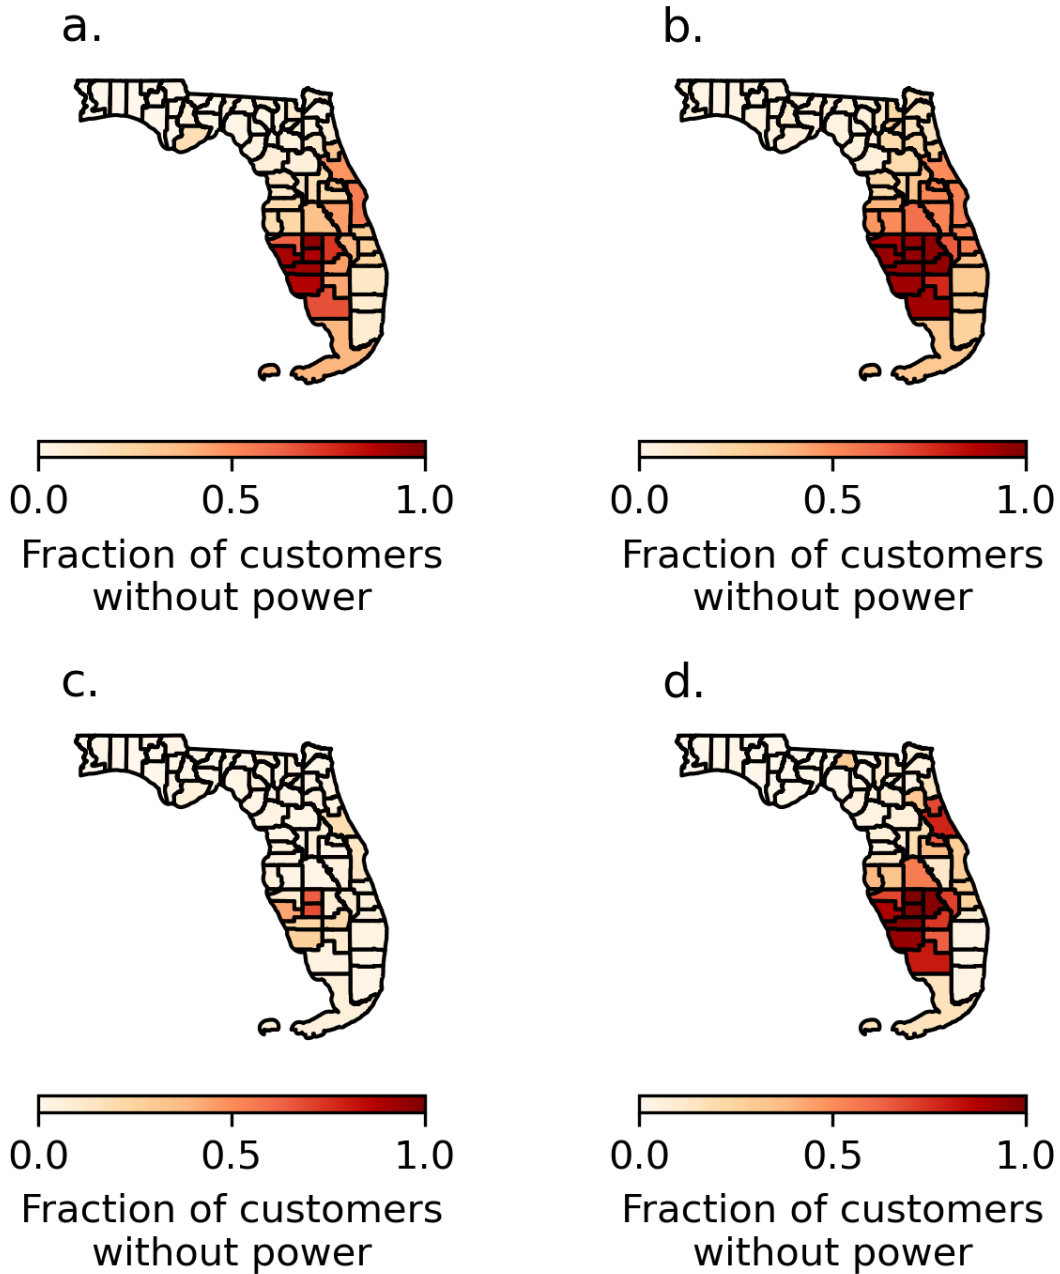 a.
b.
0.0 0.5 1.0
Fraction of customers
without power
0.0 0.5 1.0
Fraction of customers
without power
c.
d.
0.0 0.5 1.0
Fraction of customers
without power
0.0 0.5 1.0
Fraction of customers
without power